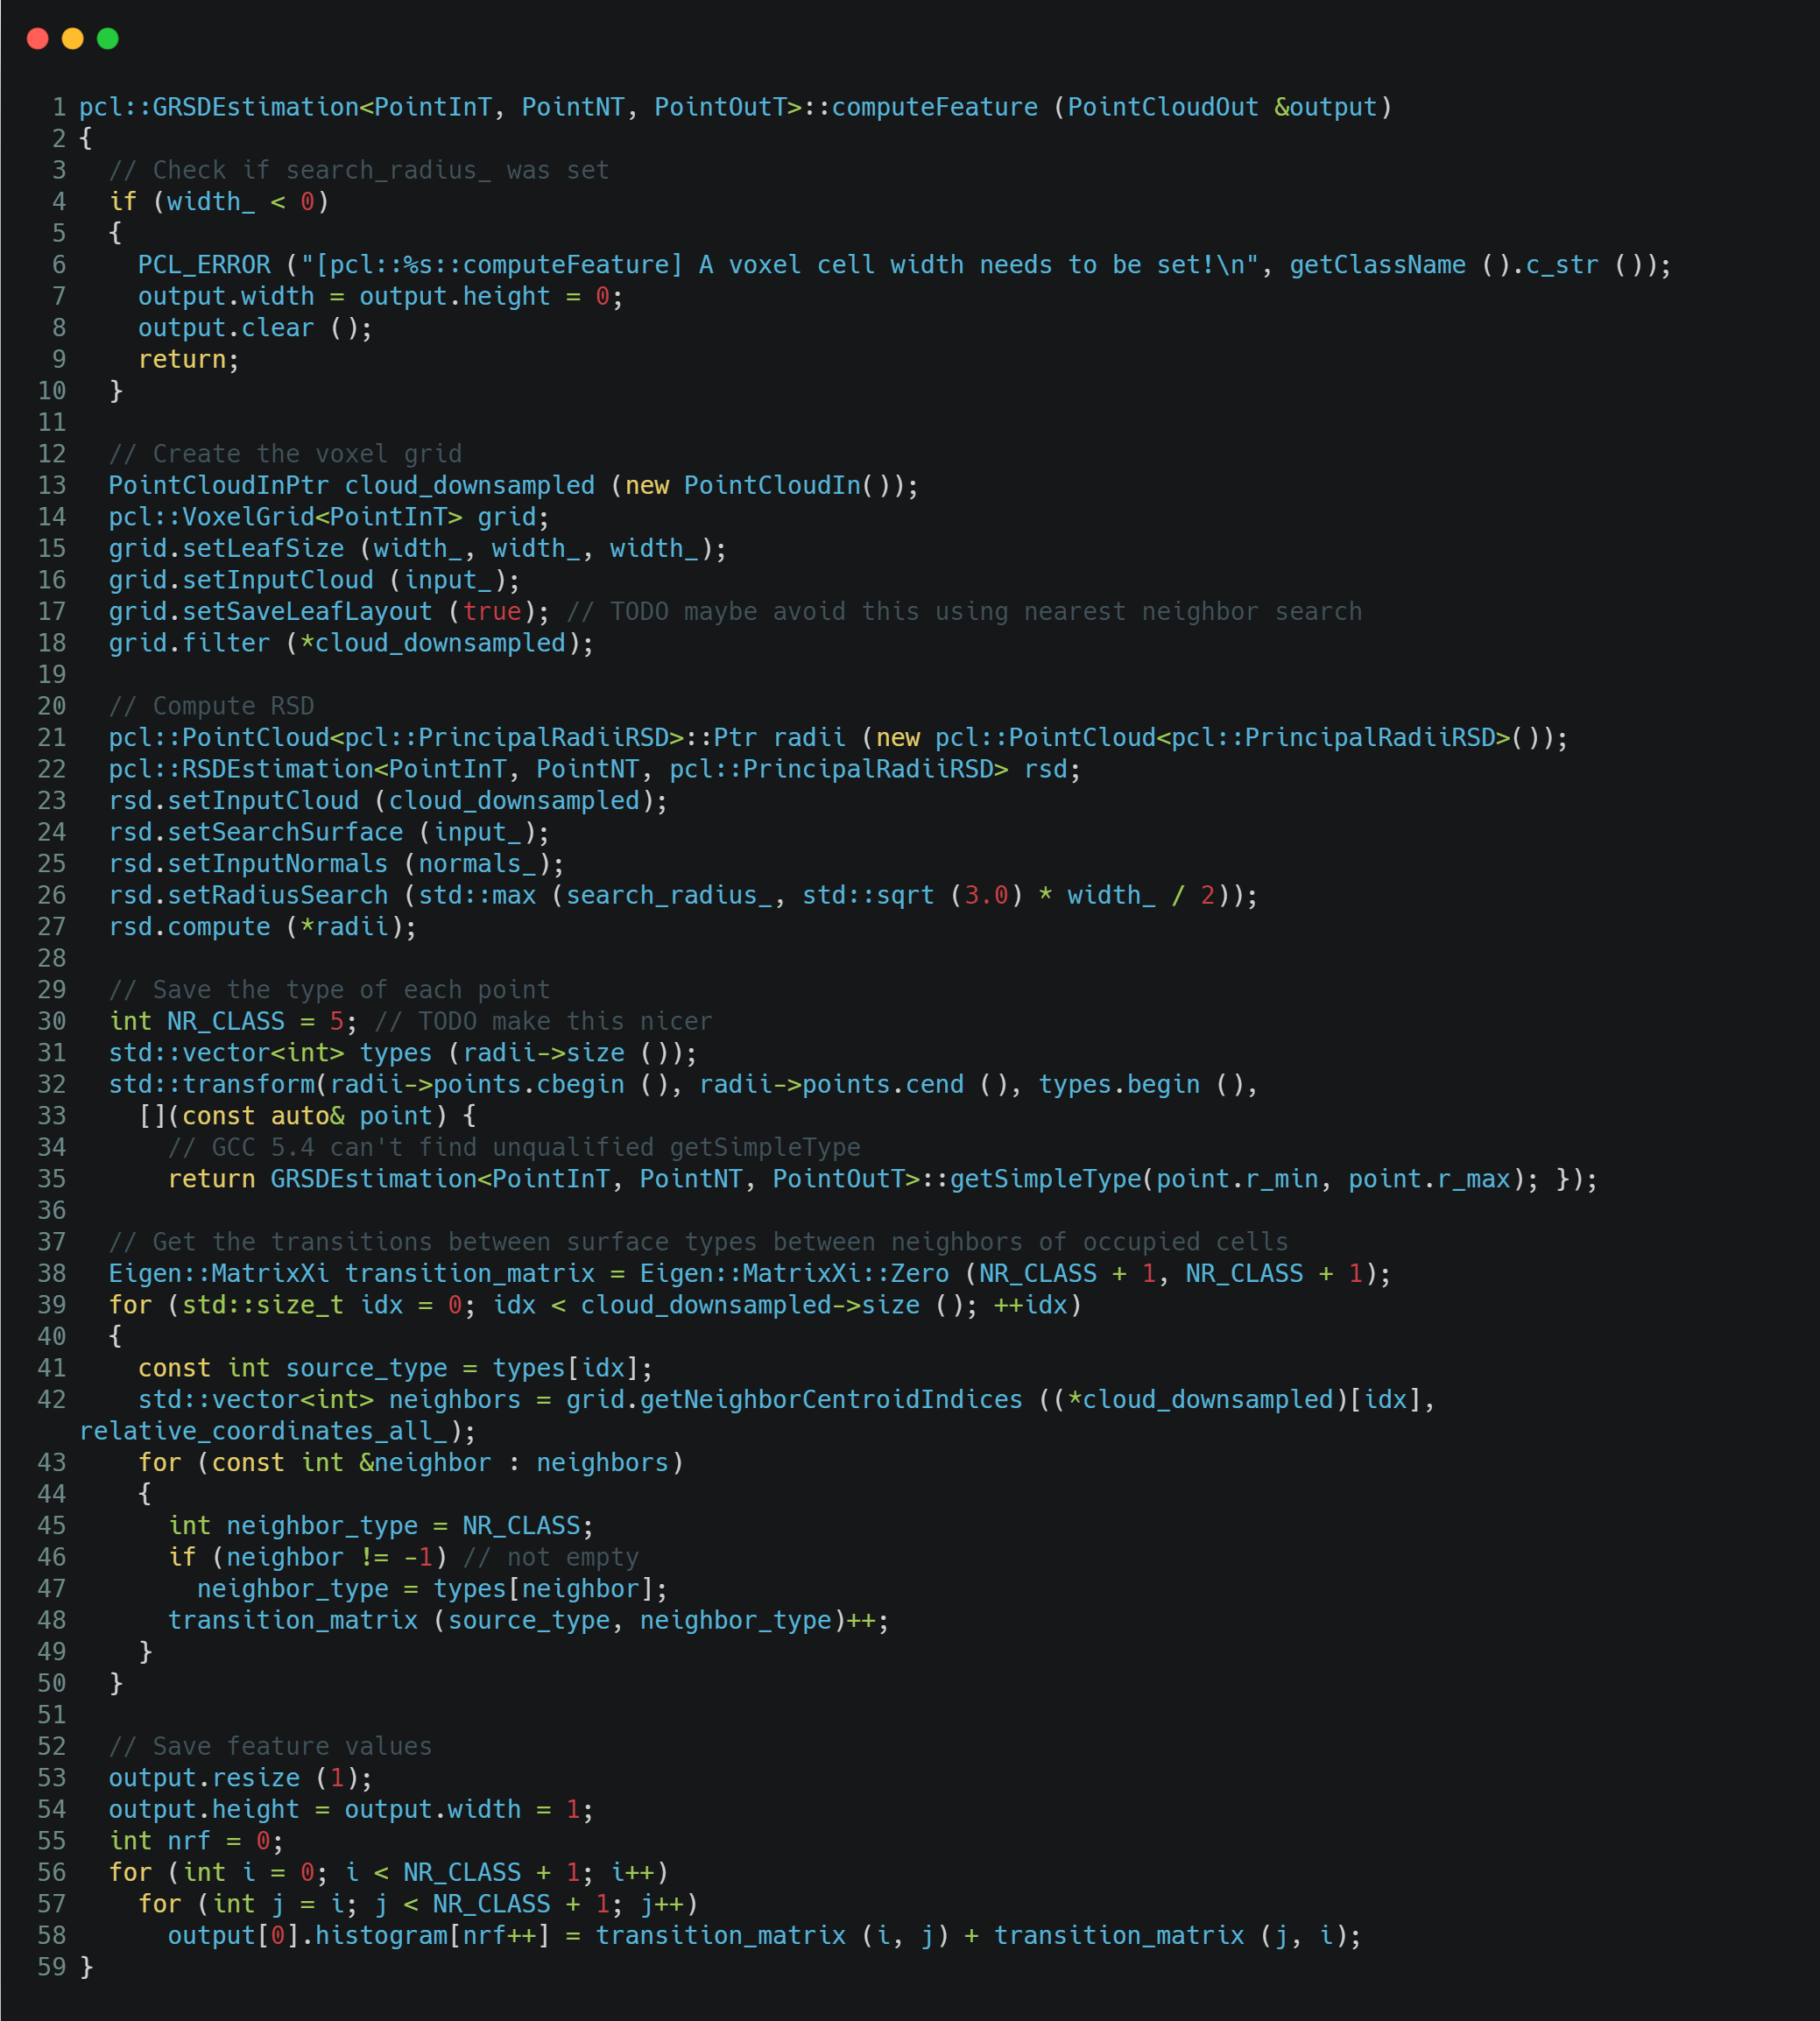 1 pcl::GRSDEstimation<PointInT, PointNT, PointOutT>::computeFeature (PointCloudOut &output)
2 {
3   // Check if search_radius_ was set
4   if (width_ < 0)
5   {
6     PCL_ERROR ("[pcl::%s::computeFeature] A voxel cell width needs to be set!\n", getClassName ().c_str ());
7     output.width = output.height = 0;
8     output.clear ();
9     return;
10   }
11
12   // Create the voxel grid
13   PointCloudInPtr cloud_downsampled (new PointCloudIn());
14   pcl::VoxelGrid<PointInT> grid;
15   grid.setLeafSize (width_, width_, width_);
16   grid.setInputCloud (input_);
17   grid.setSaveLeafLayout (true); // TODO maybe avoid this using nearest neighbor search
18   grid.filter (*cloud_downsampled);
19
20   // Compute RSD
21   pcl::PointCloud<pcl::PrincipalRadiiRSD>::Ptr radii (new pcl::PointCloud<pcl::PrincipalRadiiRSD>());
22   pcl::RSDEstimation<PointInT, PointNT, pcl::PrincipalRadiiRSD> rsd;
23   rsd.setInputCloud (cloud_downsampled);
24   rsd.setSearchSurface (input_);
25   rsd.setInputNormals (normals_);
26   rsd.setRadiusSearch (std::max (search_radius_, std::sqrt (3.0) * width_ / 2));
27   rsd.compute (*radii);
28
29   // Save the type of each point
30   int NR_CLASS = 5; // TODO make this nicer
31   std::vector<int> types (radii->size ());
32   std::transform(radii->points.cbegin (), radii->points.cend (), types.begin (),
33     [](const auto& point) {
34       // GCC 5.4 can't find unqualified getSimpleType
35       return GRSDEstimation<PointInT, PointNT, PointOutT>::getSimpleType(point.r_min, point.r_max); });
36
37   // Get the transitions between surface types between neighbors of occupied cells
38   Eigen::MatrixXi transition_matrix = Eigen::MatrixXi::Zero (NR_CLASS + 1, NR_CLASS + 1);
39   for (std::size_t idx = 0; idx < cloud_downsampled->size (); ++idx)
40   {
41     const int source_type = types[idx];
42     std::vector<int> neighbors = grid.getNeighborCentroidIndices ((*cloud_downsampled)[idx],
relative_coordinates_all_);
43     for (const int &neighbor : neighbors)
44     {
45       int neighbor_type = NR_CLASS;
46       if (neighbor != -1) // not empty
47         neighbor_type = types[neighbor];
48       transition_matrix (source_type, neighbor_type)++;
49     }
50   }
51
52   // Save feature values
53   output.resize (1);
54   output.height = output.width = 1;
55   int nrf = 0;
56   for (int i = 0; i < NR_CLASS + 1; i++)
57     for (int j = i; j < NR_CLASS + 1; j++)
58       output[0].histogram[nrf++] = transition_matrix (i, j) + transition_matrix (j, i);
59 }